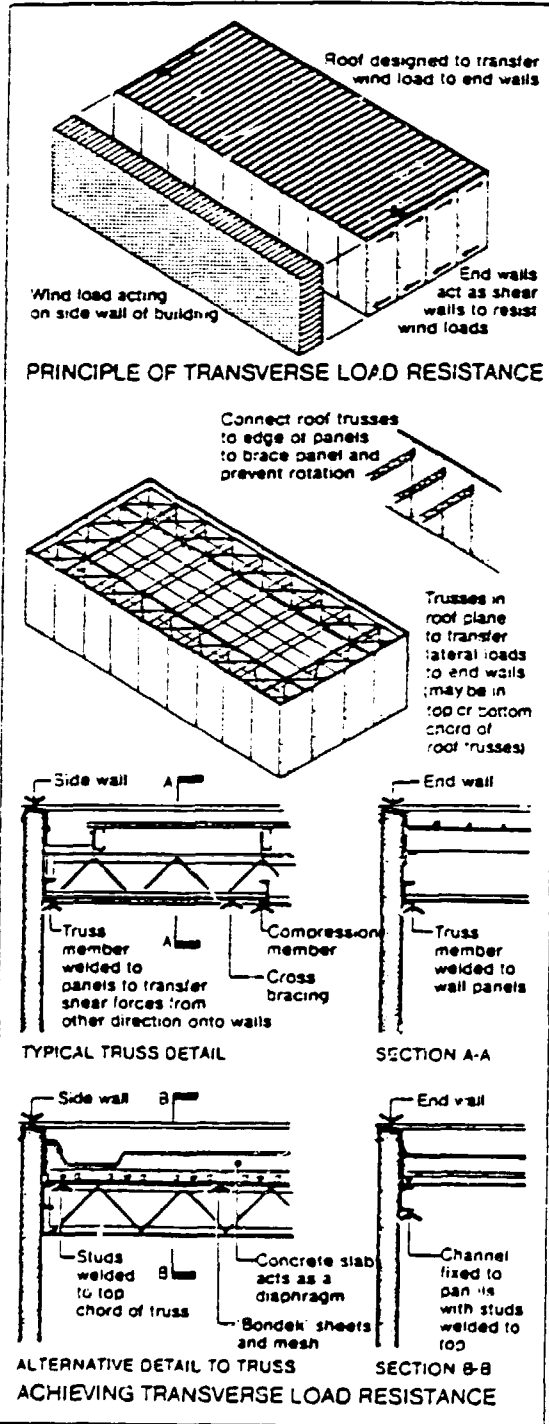 Roof designed to transfer
wind load to end walls
Wind load acting
on side wall of building
End walls
act as shear
walls to resist
wind loads
PRINCIPLE OF TRANSVERSE LOAD RESISTANCE
Connect roof trusses
to edge of panels
to brace panel and
prevent rotation
Trusses in
roof plane
to transfer
lateral loads
to end walls
(may be in
top or bottom
chord of
roof trusses)
Side wall
A
End wall
Truss
member
welded to
panels to transfer
shear forces from
other direction onto walls
A
Compression
member
Cross
bracing
Truss
member
welded to
wall panels
TYPICAL TRUSS DETAIL
SECTION A-A
Side wall
B
End wall
Studs
welded
to top
chord of truss
B
Concrete slab
acts as a
diaphragm
'Bondek' sheets
and mesh
Channel
fixed to
panels
with studs
welded to
top
ALTERNATIVE DETAIL TO TRUSS
SECTION B-B
ACHIEVING TRANSVERSE LOAD RESISTANCE